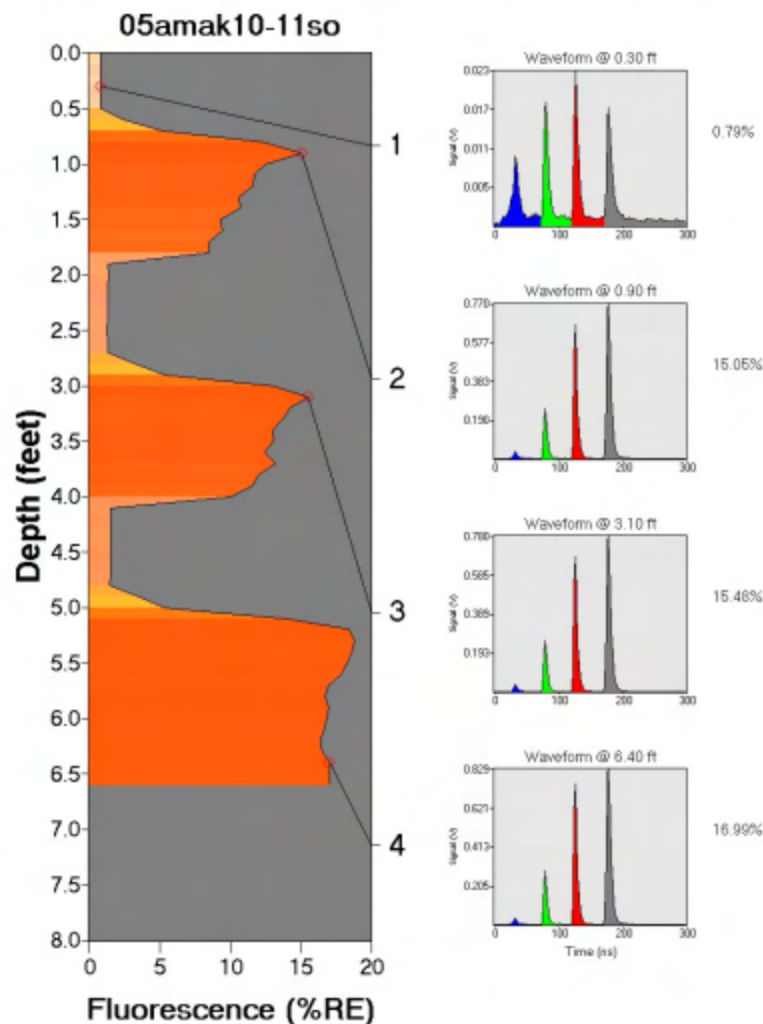 05amak10-11so
0.0
0.5
1.0
1.5
2.0
2.5
3.0
3.5
4.0
4.5
5.0
5.5
6.0
6.5
7.0
7.5
8.0
Depth (feet)
0 5 10 15 20
Fluorescence (%RE)
1
2
3
4
Waveform @ 0.30 ft
0.023
0.017
0.011
0.005
Signal (V)
0 100 200 300
0.79%
Waveform @ 0.90 ft
0.770
0.577
0.383
0.190
Signal (V)
0 100 200 300
15.05%
Waveform @ 3.10 ft
0.780
0.585
0.389
0.193
Signal (V)
0 100 200 300
15.48%
Waveform @ 6.40 ft
0.829
0.621
0.413
0.205
Signal (V)
0 100 200 300
Time (ns)
16.99%